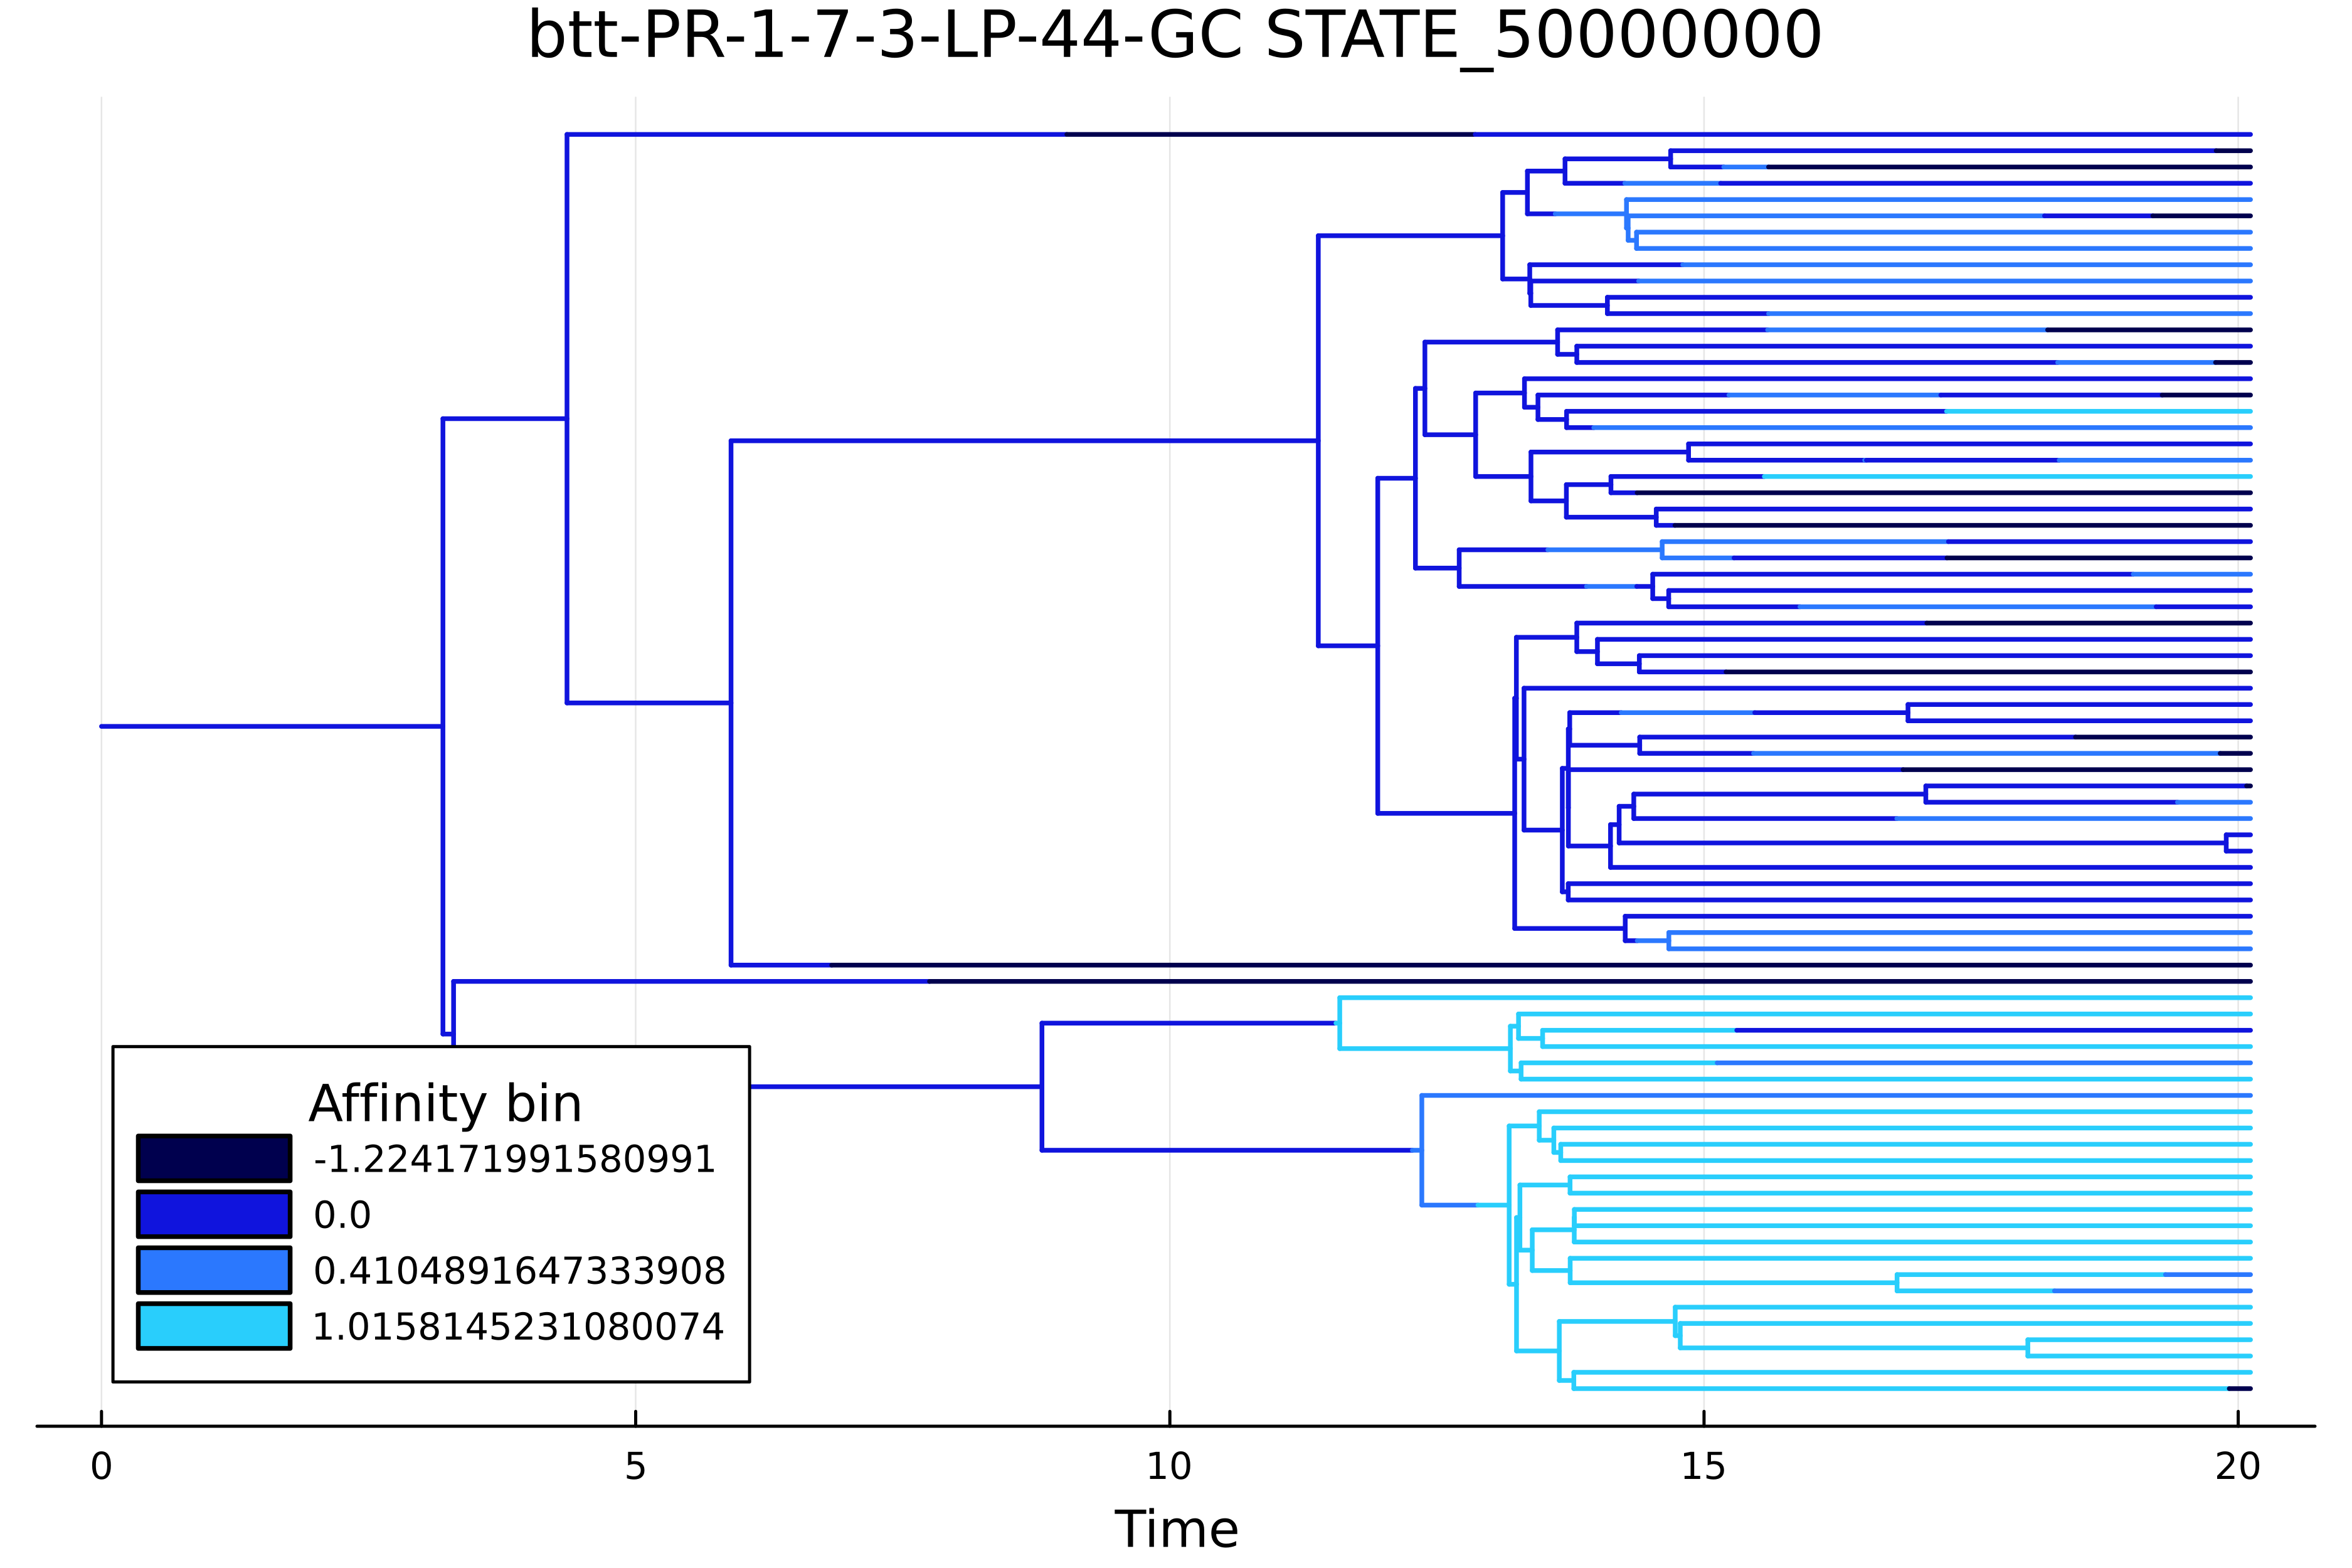 btt-PR-1-7-3-LP-44-GC STATE_50000000
Affinity bin
-1.224171991580991
0.0
0.4104891647333908
1.0158145231080074
0 5 10 15 20
Time